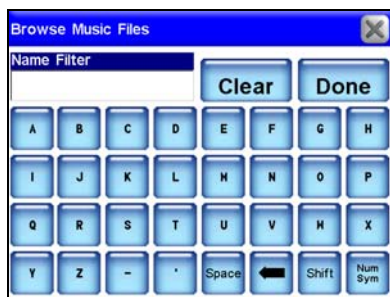 Browse Music Files
Name Filter
Clear Done
A B C D E F G H
I J K L M N O P
Q R S T U V W X
Y Z - ' Space Shift Num Sym